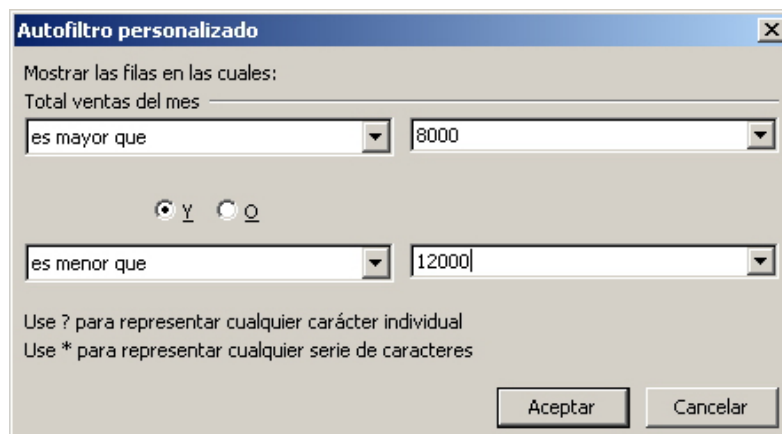 Autofiltro personalizado
Mostrar las filas en las cuales:
Total ventas del mes
es mayor que 8000
Y O
es menor que 12000
Use ? para representar cualquier carácter individual
Use * para representar cualquier serie de caracteres
Aceptar Cancelar